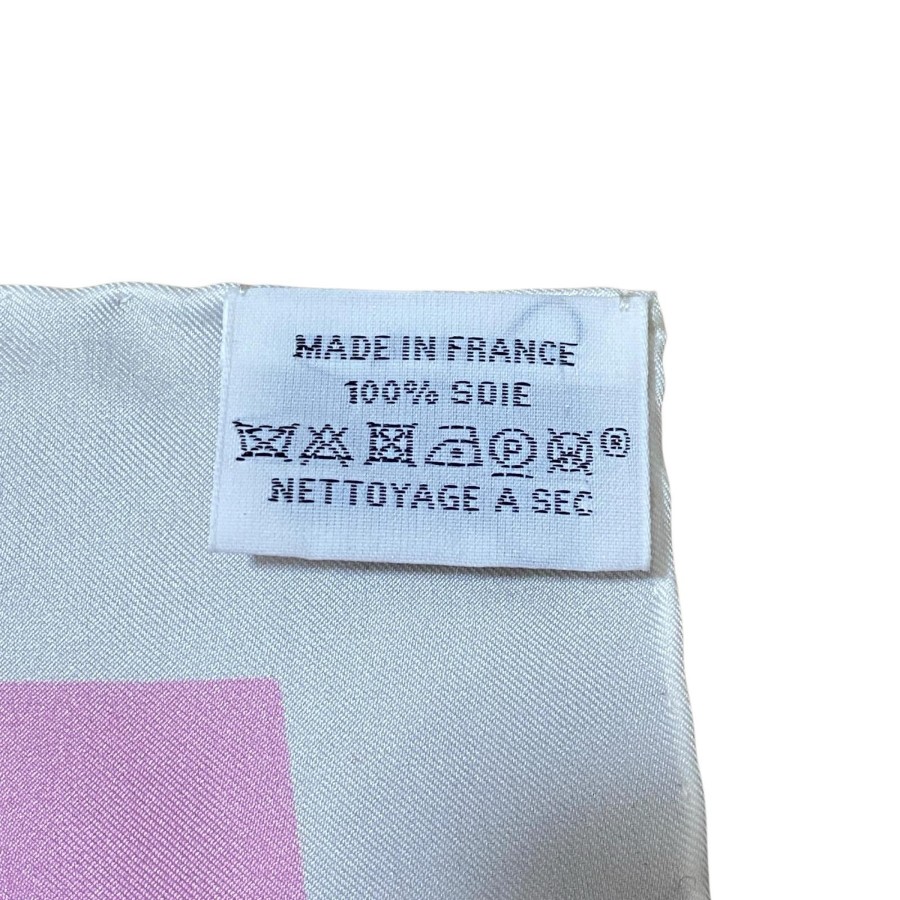 MADE IN FRANCE
100% SOIE
P ®
NETTOYAGE A SEC